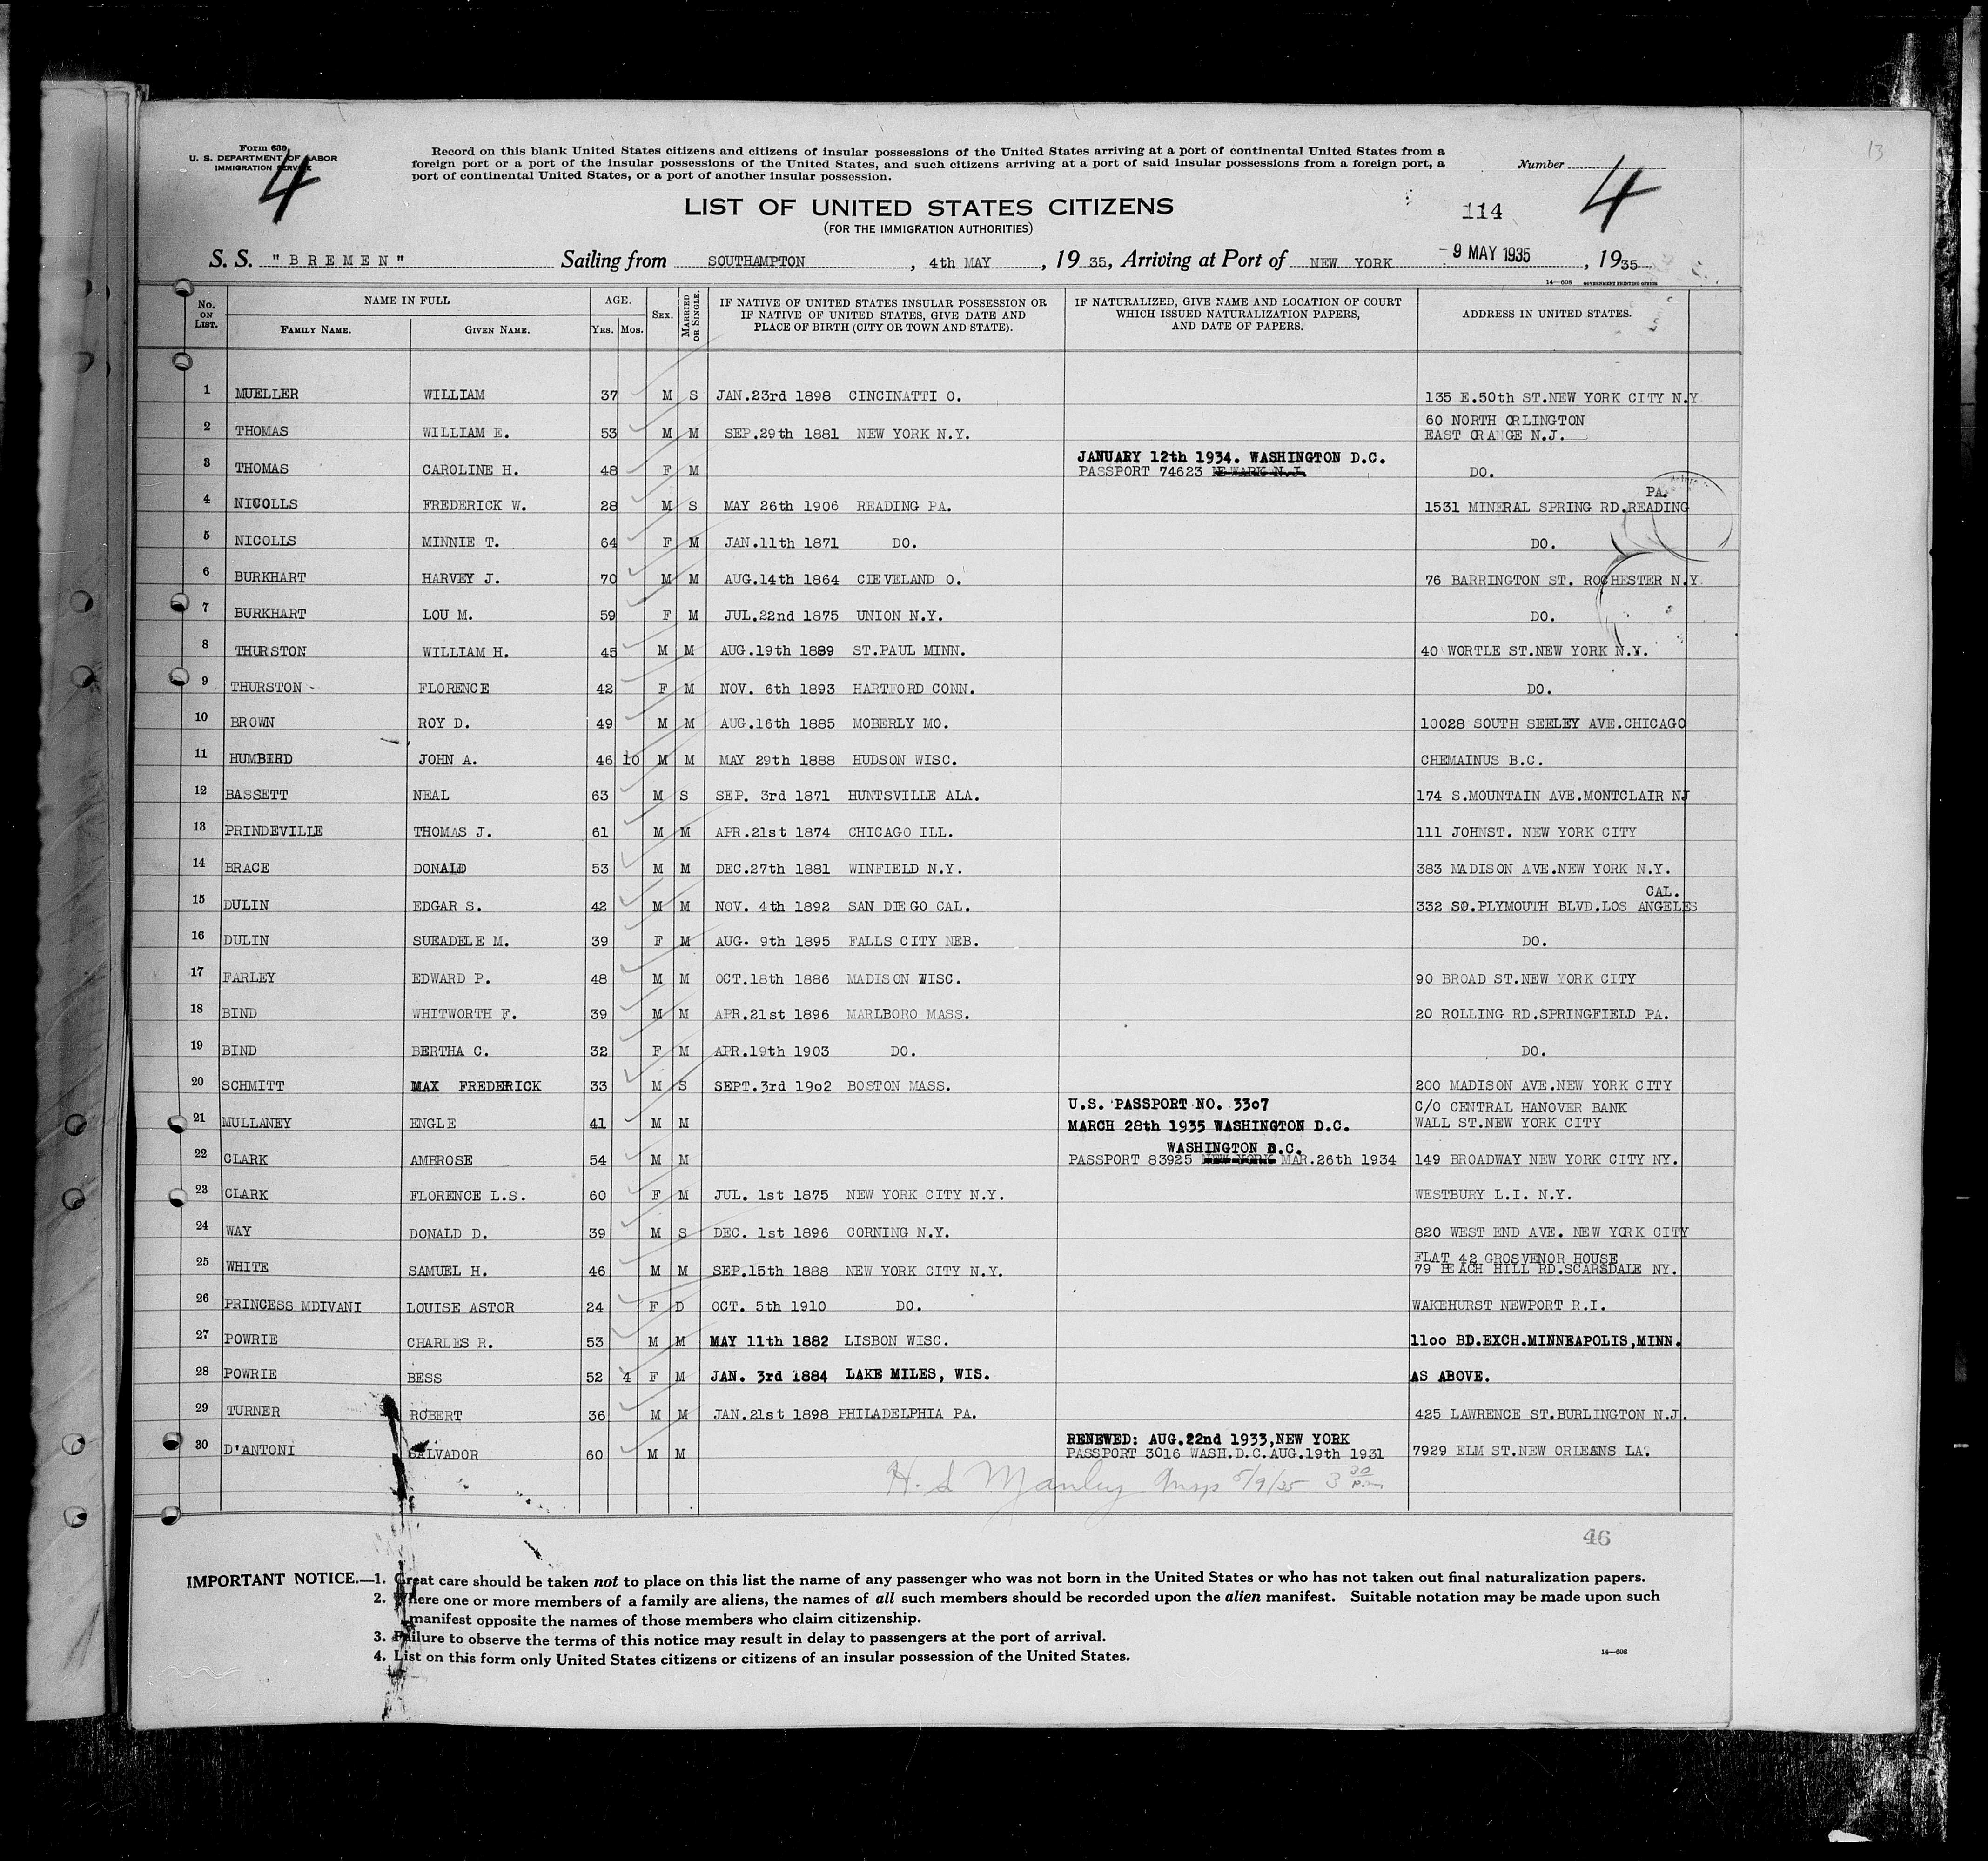 13
Form 630
U. S. DEPARTMENT OF LABOR
IMMIGRATION SERVICE
4
Record on this blank United States citizens and citizens of insular possessions of the United States arriving at a port of continental United States from a
foreign port or a port of the insular possessions of the United States, and such citizens arriving at a port of said insular possessions from a foreign port, a
port of continental United States, or a port of another insular possession.
Number
4
LIST OF UNITED STATES CITIZENS
(FOR THE IMMIGRATION AUTHORITIES)
114
S. S. "BREMEN" Sailing from SOUTHAMPTON, 4th MAY, 1935, Arriving at Port of NEW YORK - 9 MAY 1935, 1935
14—608 GOVERNMENT PRINTING OFFICE
No. ON LIST. NAME IN FULL FAMILY NAME. GIVEN NAME. AGE. Yrs. Mos. SEX. MARRIED OR SINGLE. IF NATIVE OF UNITED STATES INSULAR POSSESSION OR IF NATIVE OF UNITED STATES, GIVE DATE AND PLACE OF BIRTH (CITY OR TOWN AND STATE). IF NATURALIZED, GIVE NAME AND LOCATION OF COURT WHICH ISSUED NATURALIZATION PAPERS, AND DATE OF PAPERS. ADDRESS IN UNITED STATES.
1 MUELLER WILLIAM 37 M S JAN.23rd 1898 CINCINATTI O. 135 E.50th ST.NEW YORK CITY N.Y.
60 NORTH ORLINGTON
2 THOMAS WILLIAM E. 53 M M SEP.29th 1881 NEW YORK N.Y. EAST ORANGE N.J.
JANUARY 12th 1934. WASHINGTON D.C.
3 THOMAS CAROLINE H. 48 F M PASSPORT 74623 NEWARK N.J. DO.
PA.
4 NICOLLS FREDERICK W. 28 M S MAY 26th 1906 READING PA. 1531 MINERAL SPRING RD.READING
5 NICOLLS MINNIE T. 64 F M JAN.11th 1871 DO. DO.
6 BURKHART HARVEY J. 70 M M AUG.14th 1864 CLEVELAND O. 76 BARRINGTON ST. ROCHESTER N.Y.
7 BURKHART LOU M. 59 F M JUL.22nd 1875 UNION N.Y. DO.
8 THURSTON WILLIAM H. 45 M M AUG.19th 1889 ST.PAUL MINN. 40 WORTLE ST.NEW YORK N.Y.
9 THURSTON FLORENCE 42 F M NOV. 6th 1893 HARTFORD CONN. DO.
10 BROWN ROY D. 49 M M AUG.16th 1885 MOBERLY MO. 10028 SOUTH SEELEY AVE.CHICAGO
11 HUMBIRD JOHN A. 46 10 M M MAY 29th 1888 HUDSON WISC. CHEMAINUS B.C.
12 BASSETT NEAL 63 M S SEP. 3rd 1871 HUNTSVILLE ALA. 174 S.MOUNTAIN AVE.MONTCLAIR NJ
13 PRINDEVILLE THOMAS J. 61 M M APR.21st 1874 CHICAGO ILL. 111 JOHNST. NEW YORK CITY
14 BRACE DONALD 53 M M DEC.27th 1881 WINFIELD N.Y. 383 MADISON AVE.NEW YORK N.Y.
CAL.
15 DULIN EDGAR S. 42 M M NOV. 4th 1892 SAN DIEGO CAL. 332 SO.PLYMOUTH BLVD.LOS ANGELES
16 DULIN SUEADELE M. 39 F M AUG. 9th 1895 FALLS CITY NEB. DO.
17 FARLEY EDWARD P. 48 M M OCT.18th 1886 MADISON WISC. 90 BROAD ST.NEW YORK CITY
18 BIND WHITWORTH F. 39 M M APR.21st 1896 MARLBORO MASS. 20 ROLLING RD.SPRINGFIELD PA.
19 BIND BERTHA C. 32 F M APR.19th 1903 DO. DO.
20 SCHMITT MAX FREDERICK 33 M S SEPT.3rd 1902 BOSTON MASS. 200 MADISON AVE.NEW YORK CITY
U.S. PASSPORT NO. 3307 C/O CENTRAL HANOVER BANK
21 MULLANEY ENGLE 41 M M MARCH 28th 1935 WASHINGTON D.C. WALL ST.NEW YORK CITY
WASHINGTON D.C.
22 CLARK AMBROSE 54 M M PASSPORT 83925 NEW YORK MAR.26th 1934 149 BROADWAY NEW YORK CITY NY.
23 CLARK FLORENCE L.S. 60 F M JUL. 1st 1875 NEW YORK CITY N.Y. WESTBURY L.I. N.Y.
24 WAY DONALD D. 39 M S DEC. 1st 1896 CORNING N.Y. 820 WEST END AVE. NEW YORK CITY
FLAT 42 GROSVENOR HOUSE
25 WHITE SAMUEL H. 46 M M SEP.15th 1888 NEW YORK CITY N.Y. 79 BEACH HILL RD.SCARSDALE NY.
26 PRINCESS MDIVANI LOUISE ASTOR 24 F D OCT. 5th 1910 DO. WAKEHURST NEWPORT R.I.
27 POWRIE CHARLES R. 53 M M MAY 11th 1882 LISBON WISC. 1100 BD.EXCH.MINNEAPOLIS,MINN.
28 POWRIE BESS 52 4 F M JAN. 3rd 1884 LAKE MILES, WIS. AS ABOVE.
29 TURNER ROBERT 36 M M JAN.21st 1898 PHILADELPHIA PA. 425 LAWRENCE ST.BURLINGTON N.J.
RENEWED: AUG.22nd 1933,NEW YORK
30 D'ANTONI SALVADOR 60 M M PASSPORT 3016 WASH.D.C.AUG.19th 1931 7929 ELM ST.NEW ORLEANS LA.
H. S Manley Insp 5/9/35 3 30 p.m
46
IMPORTANT NOTICE.—1. Great care should be taken not to place on this list the name of any passenger who was not born in the United States or who has not taken out final naturalization papers.
2. Where one or more members of a family are aliens, the names of all such members should be recorded upon the alien manifest. Suitable notation may be made upon such
manifest opposite the names of those members who claim citizenship.
3. Failure to observe the terms of this notice may result in delay to passengers at the port of arrival.
4. List on this form only United States citizens or citizens of an insular possession of the United States.
14—608